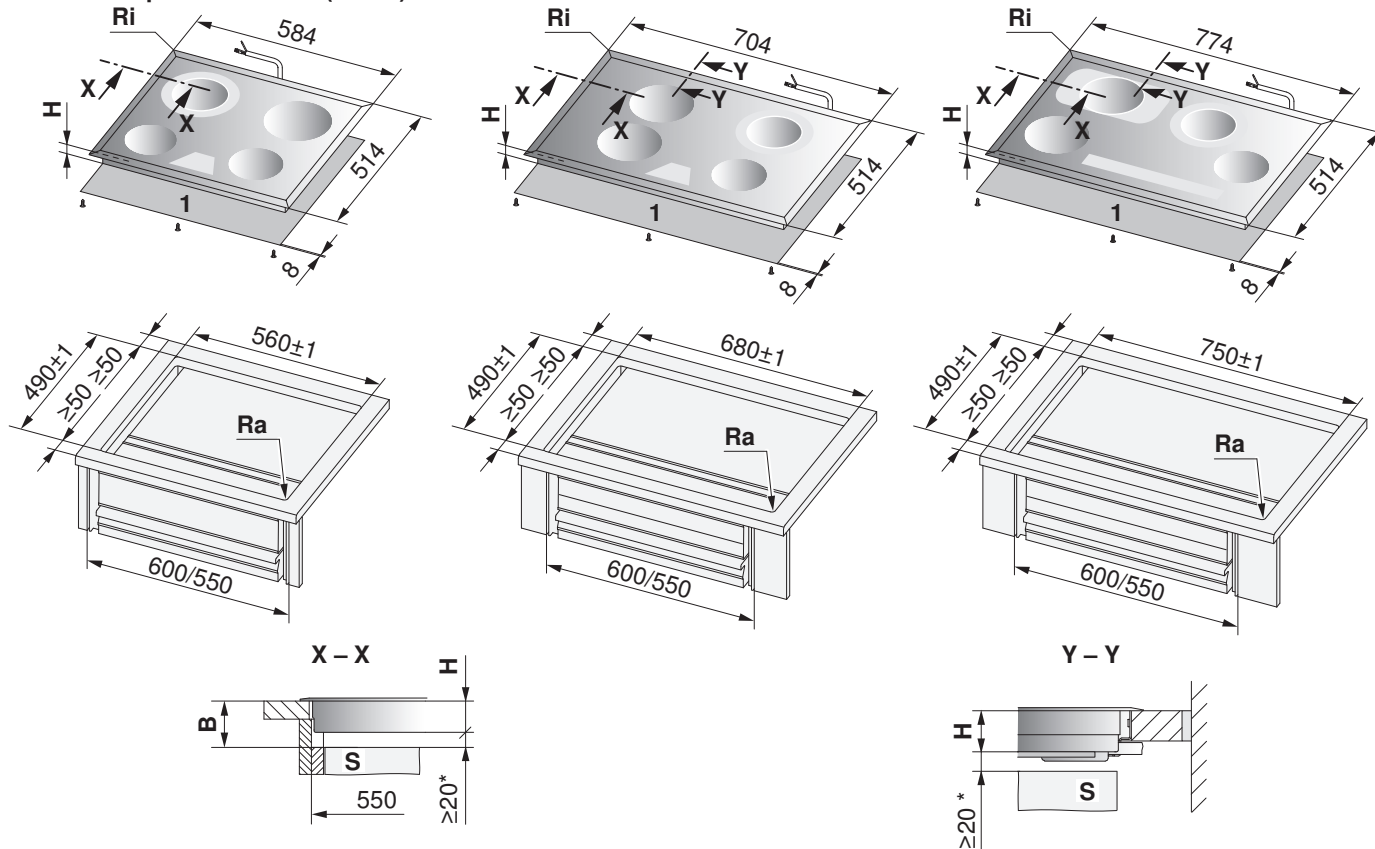 Ri
584
X
X
H
514
1
8
Ri
704
Y
X
Y
X
H
514
1
8
Ri
774
Y
X
Y
X
H
514
1
8
490±1
≥50 ≥50
560±1
Ra
600/550
490±1
≥50 ≥50
680±1
Ra
600/550
490±1
≥50 ≥50
750±1
Ra
600/550
X – X
H
B
S
550
≥20*
Y – Y
H
S
≥20 *